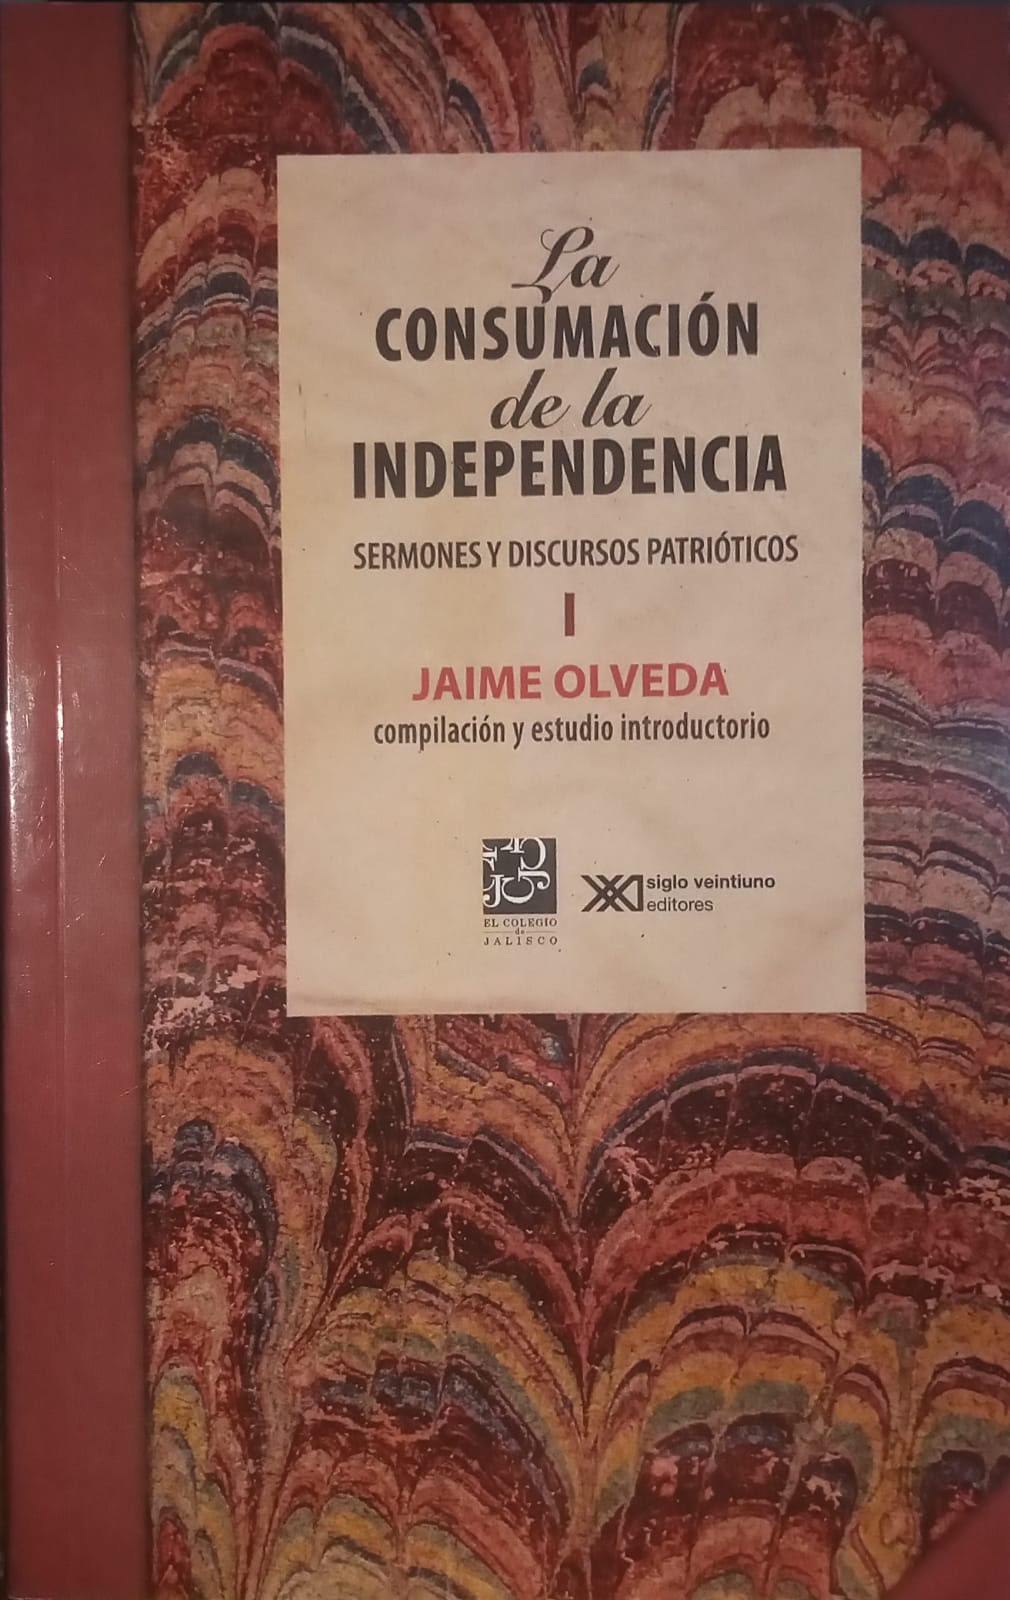 La
CONSUMACIÓN
de la
INDEPENDENCIA
SERMONES Y DISCURSOS PATRIÓTICOS
I
JAIME OLVEDA
compilación y estudio introductorio
EL COLEGIO
de
JALISCO
siglo veintiuno
editores